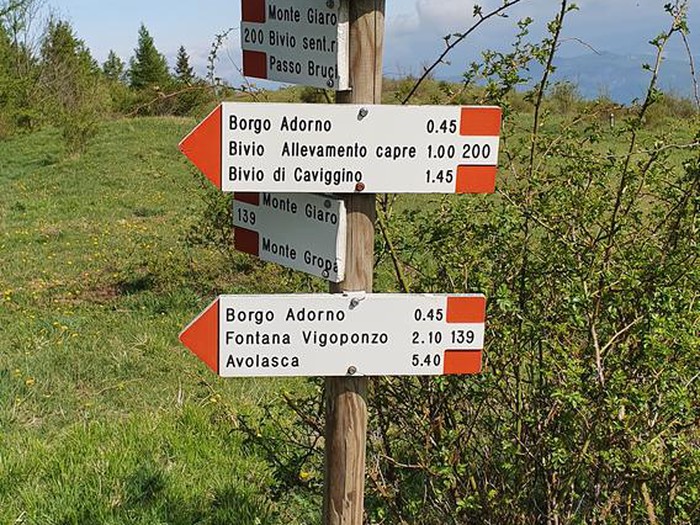 Monte Giaro
200 Bivio sent.
Passo
Borgo Adorno 0.45
Bivio Allevamento capre 1.00 200
Bivio di Caviggino 1.45
Monte Giaro
139
Monte
Borgo Adorno 0.45
Fontana Vigoponzo 2.10 139
Avolasca 5.40